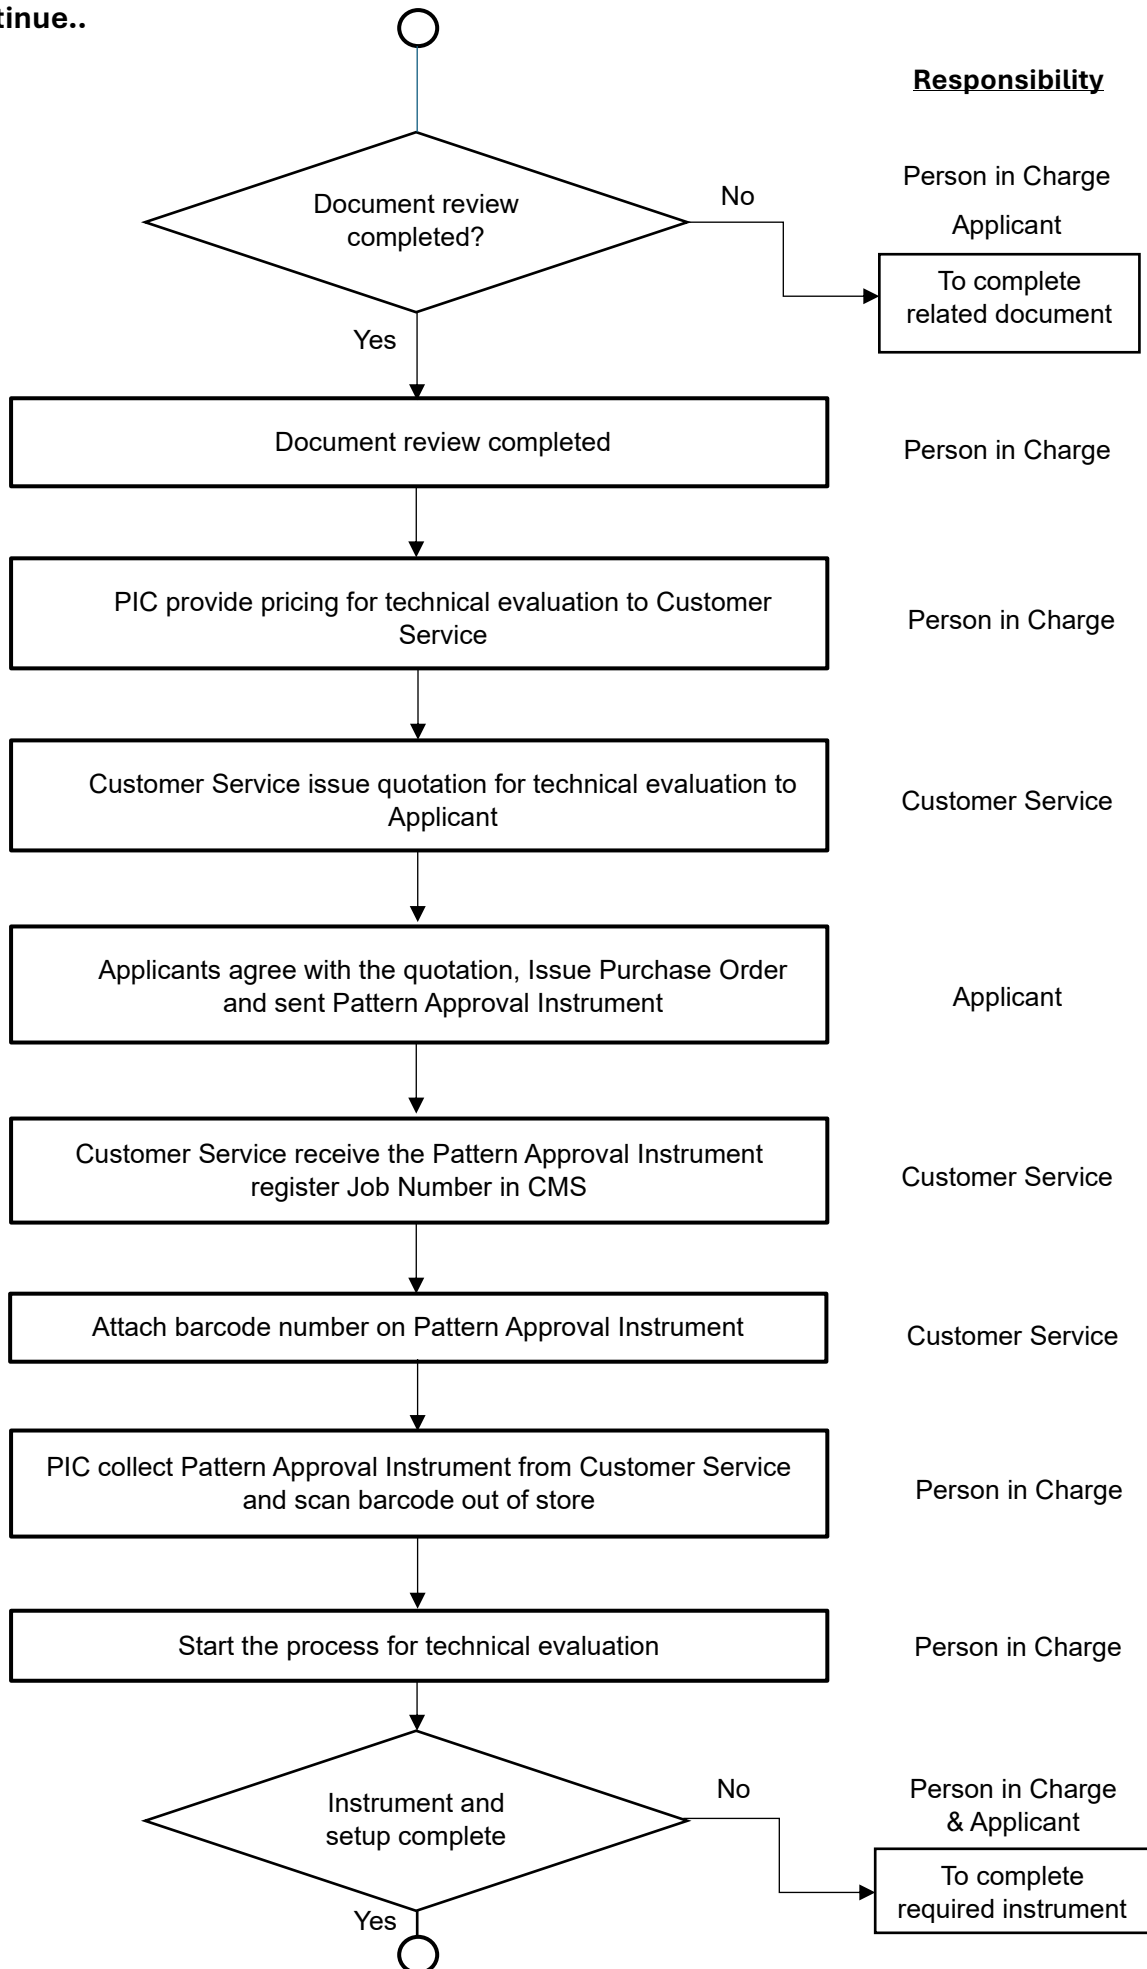 tinue..
Responsibility
Document review
completed?
No
Person in Charge
Applicant
To complete
related document
Yes
Document review completed
Person in Charge
PIC provide pricing for technical evaluation to Customer
Service
Person in Charge
Customer Service issue quotation for technical evaluation to
Applicant
Customer Service
Applicants agree with the quotation, Issue Purchase Order
and sent Pattern Approval Instrument
Applicant
Customer Service receive the Pattern Approval Instrument
register Job Number in CMS
Customer Service
Attach barcode number on Pattern Approval Instrument
Customer Service
PIC collect Pattern Approval Instrument from Customer Service
and scan barcode out of store
Person in Charge
Start the process for technical evaluation
Person in Charge
Instrument and
setup complete
No
Person in Charge
& Applicant
To complete
required instrument
Yes